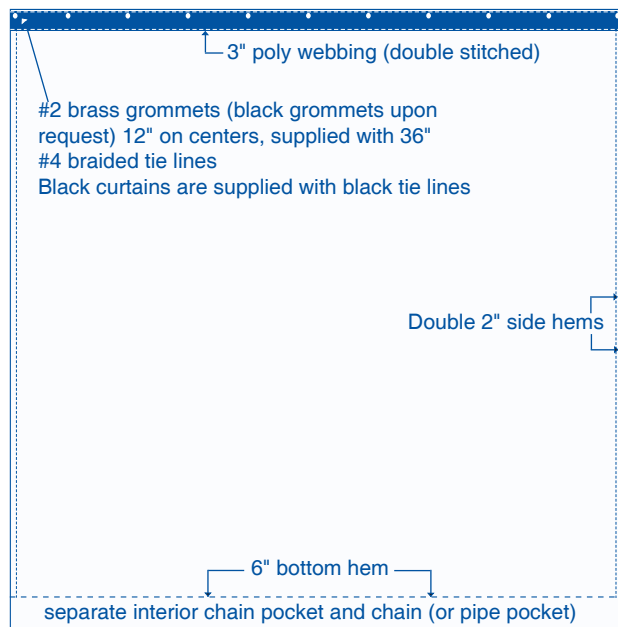 3" poly webbing (double stitched)
#2 brass grommets (black grommets upon
request) 12" on centers, supplied with 36"
#4 braided tie lines
Black curtains are supplied with black tie lines
Double 2" side hems
6" bottom hem
separate interior chain pocket and chain (or pipe pocket)